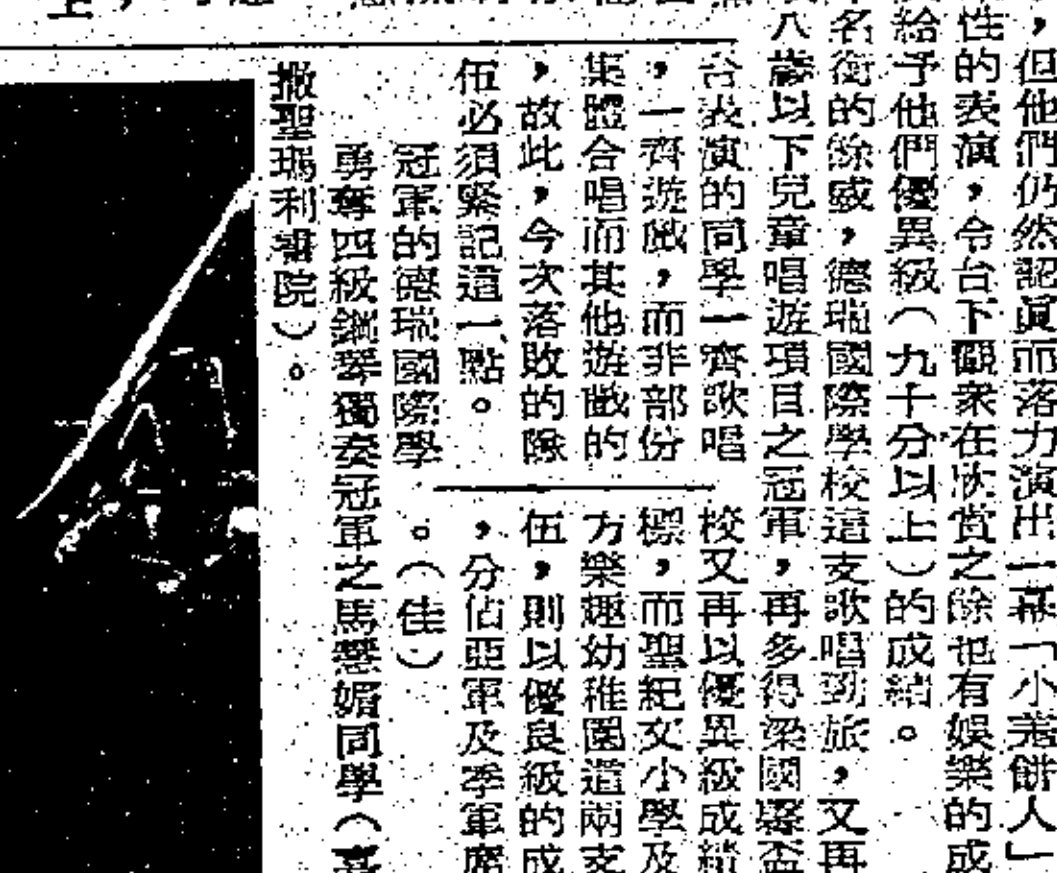 ，但他們仍然認真而落力演出一幕「小薑餅人」
性的表演，令台下觀衆在欣賞之餘也有娛樂的成
給予他們優異級（九十分以上）的成績。
名銜的餘威，德瑞國際學校這支歌唱勁旅，又再
八歲以下兒童唱遊項目之冠軍，再多得梁國盃
台表演的同學一齊歌唱
，一齊遊戲，而非部份
集體合唱而其他遊戲的
，故此，今次落敗的隊
伍必須緊記這一點。
冠軍的德瑞國際學
校又再以優異級成績
標，而聖紀文小學及
方樂趣幼稚園這兩支
伍，則以優良級的成
，分佔亞軍及季軍席
。（佳）
勇奪四級鋼琴獨奏冠軍之馬慧媚同學（嘉
撒聖瑪利書院）。